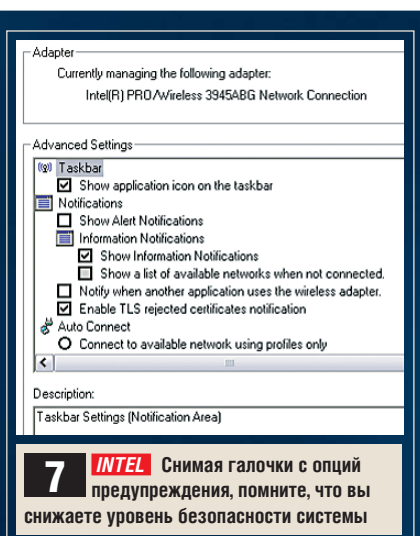 Adapter
Currently managing the following adapter:
Intel(R) PRO/Wireless 3945ABG Network Connection
Advanced Settings
Taskbar
Show application icon on the taskbar
Notifications
Show Alert Notifications
Information Notifications
Show Information Notifications
Show a list of available networks when not connected.
Notify when another application uses the wireless adapter.
Enable TLS rejected certificates notification
Auto Connect
Connect to available network using profiles only
Description:
Taskbar Settings (Notification Area)
7 INTEL Снимая галочки с опций
предупреждения, помните, что вы
снижаете уровень безопасности системы